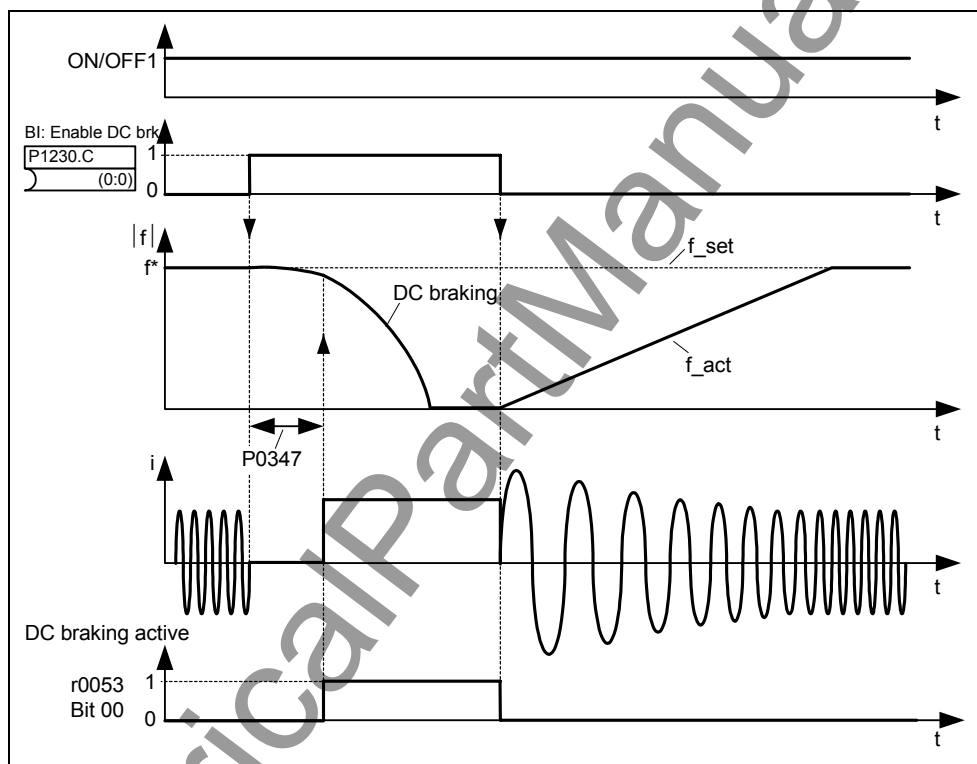 ON/OFF1
t
BI: Enable DC brk
P1230.C
(0:0)
1
0
t
|f|
f*
f_set
DC braking
f_act
t
P0347
i
t
DC braking active
r0053
Bit 00
1
0
t
ricalPartManua